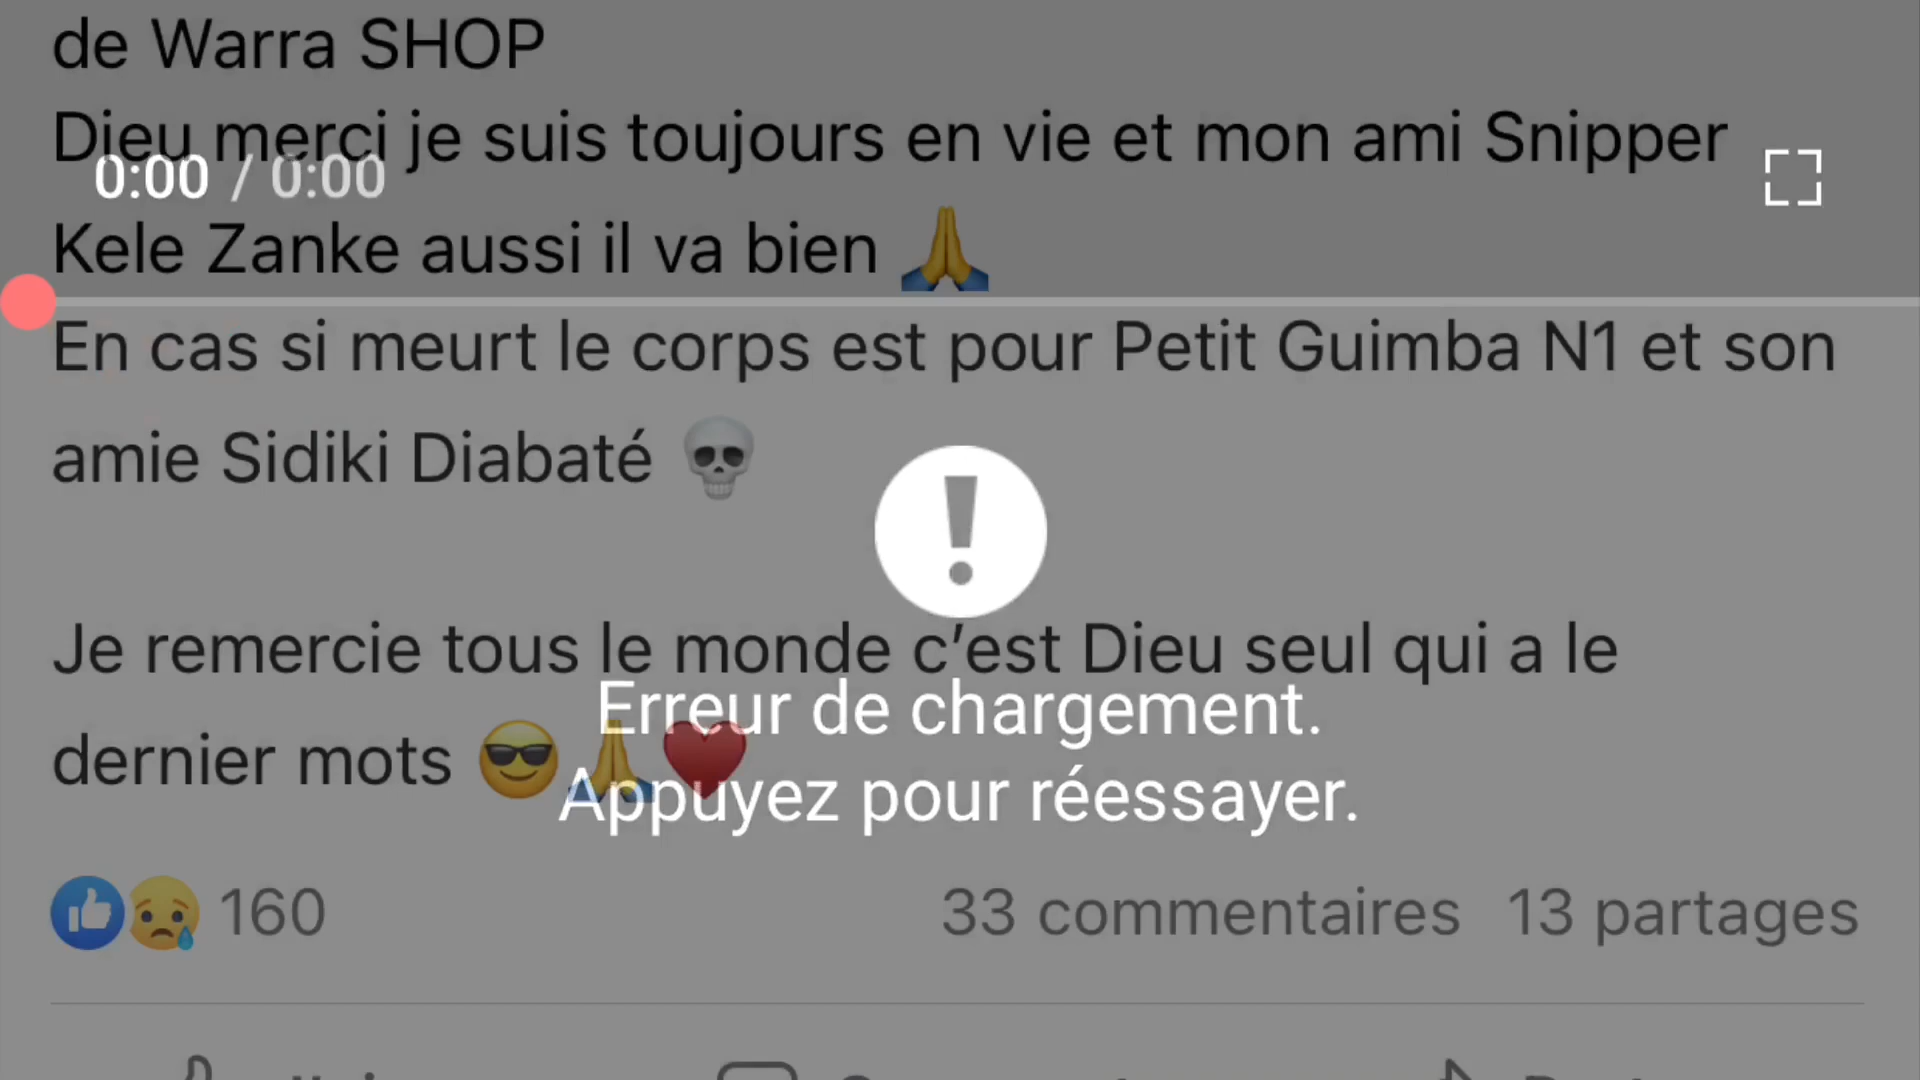 de Warra SHOP
Dieu merci je suis toujours en vie et mon ami Snipper
0:00 / 0:00
Kele Zanke aussi il va bien 🙏
En cas si meurt le corps est pour Petit Guimba N1 et son
amie Sidiki Diabaté 💀
Je remercie tous le monde c’est Dieu seul qui a le
Erreur de chargement.
dernier mots 😎🙏❤️
Appuyez pour réessayer.
160
33 commentaires 13 partages